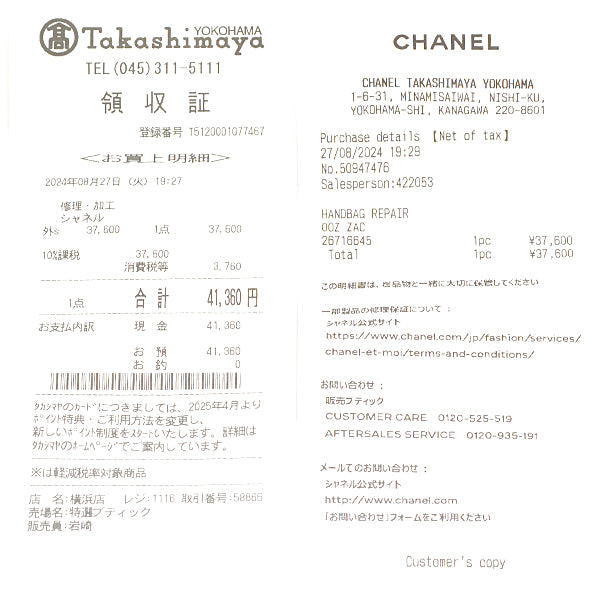 髙 Takashimaya YOKOHAMA
TEL(045)311-5111
領収証
登録番号 T5120001077467
＜お買上明細＞
2024年08月27日（火）19:27
修理・加工
シャネル
外s 37,600 1点 37,600
10%課税 37,600
消費税等 3,760
1点 合計 41,360円
お支払内訳 現金 41,360
お預 41,360
お釣 0
タカシマヤのカードにつきましては、2025年4月より
ポイント特典・ご利用方法を変更し、
新しいポイント制度をスタートいたします。詳細は
タカシマヤのホームページでご案内しています。
※は軽減税率対象商品
店 名：横浜店 レジ：1116 取引番号：58866
売場名：特選ブティック
販売員：岩崎
CHANEL
CHANEL TAKASHIMAYA YOKOHAMA
1-6-31, MINAMISAIWAI, NISHI-KU,
YOKOHAMA-SHI, KANAGAWA 220-8601
Purchase details 【Net of tax】
27/08/2024 19:29
No.50947476
Salesperson:422053
HANDBAG REPAIR
OOZ ZAC
26716645 1pc ¥37,600
Total 1pc ¥37,600
この明細書は、医品物と一緒に大切に保管してください
一部製品の修理保証について：
シャネル公式サイト
https://www.chanel.com/jp/fashion/services/
chanel-et-moi/terms-and-conditions/
お問い合わせ：
販売ブティック
CUSTOMER CARE 0120-525-519
AFTERSALES SERVICE 0120-935-191
メールてのお問い合わせ：
シャネル公式サイト
http://www.chanel.com
「お問い合わせ」フォームをご利用ください
Customer's copy